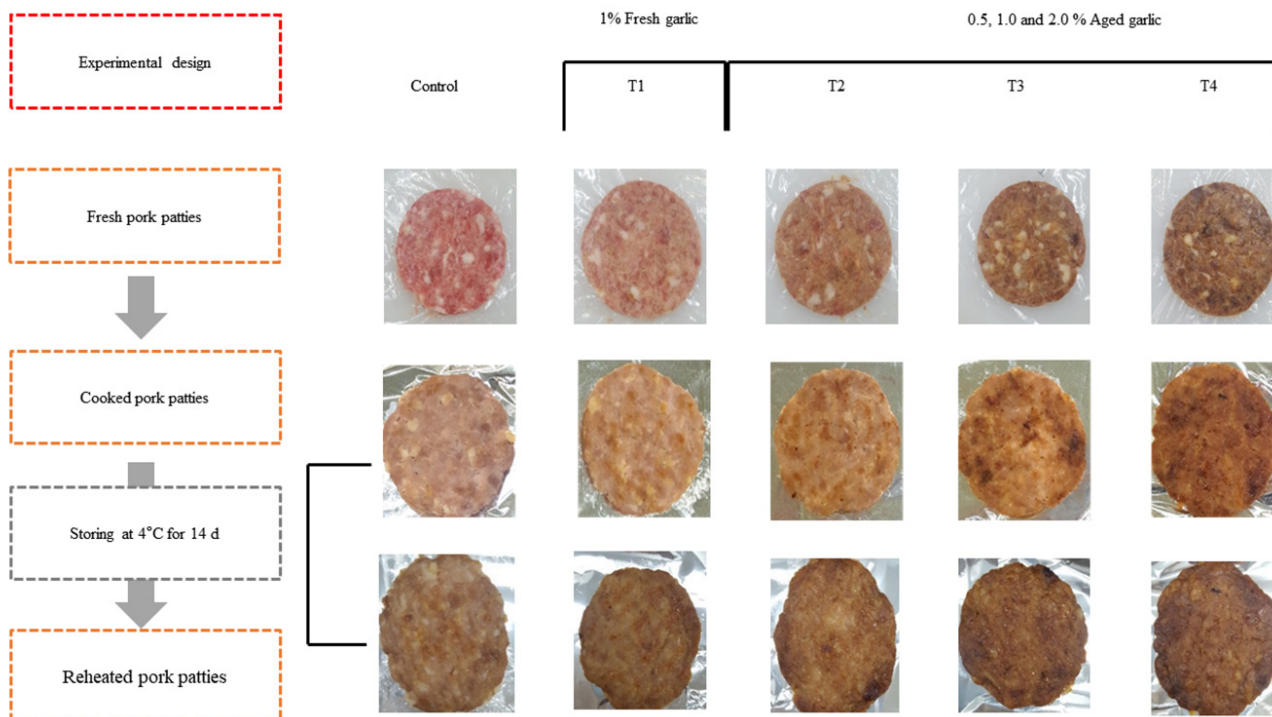 1% Fresh garlic
0.5, 1.0 and 2.0 % Aged garlic
Experimental design
Control
T1
T2
T3
T4
Fresh pork patties
Cooked pork patties
Storing at 4°C for 14 d
Reheated pork patties